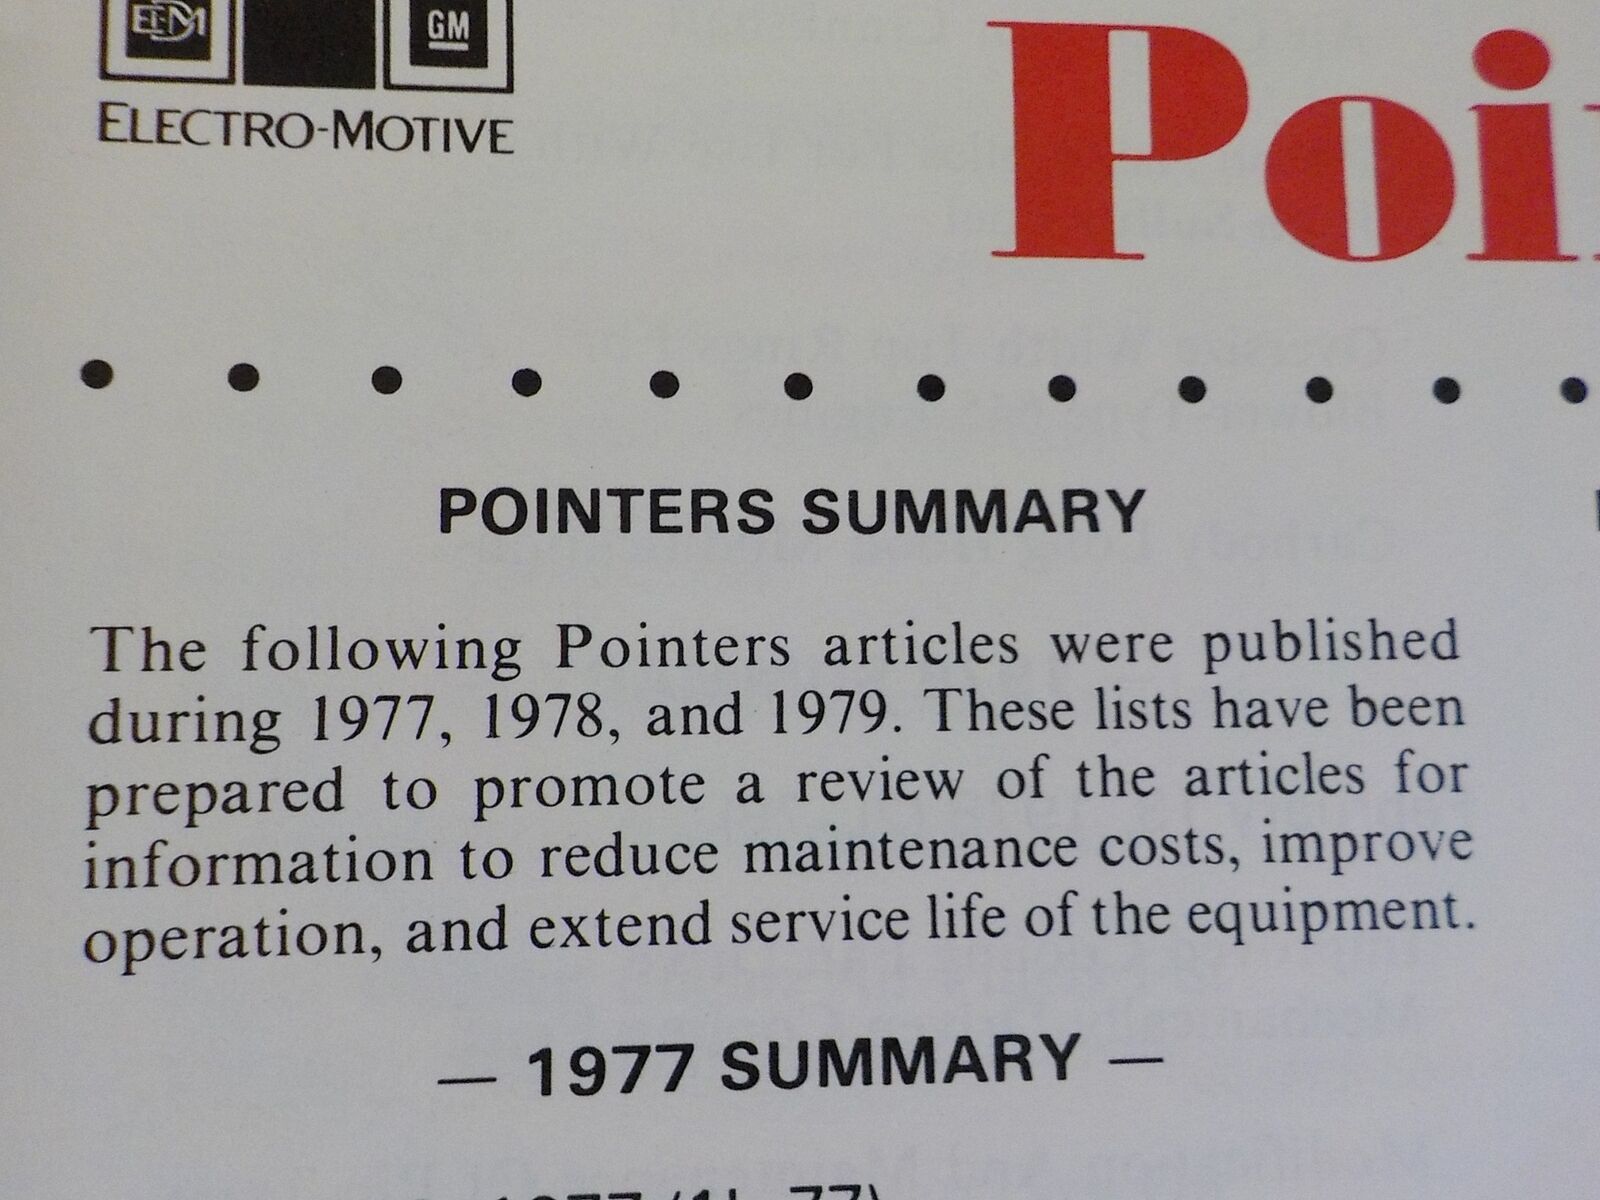 EMD GM
ELECTRO-MOTIVE
Poi
POINTERS SUMMARY
The following Pointers articles were published
during 1977, 1978, and 1979. These lists have been
prepared to promote a review of the articles for
information to reduce maintenance costs, improve
operation, and extend service life of the equipment.
— 1977 SUMMARY —